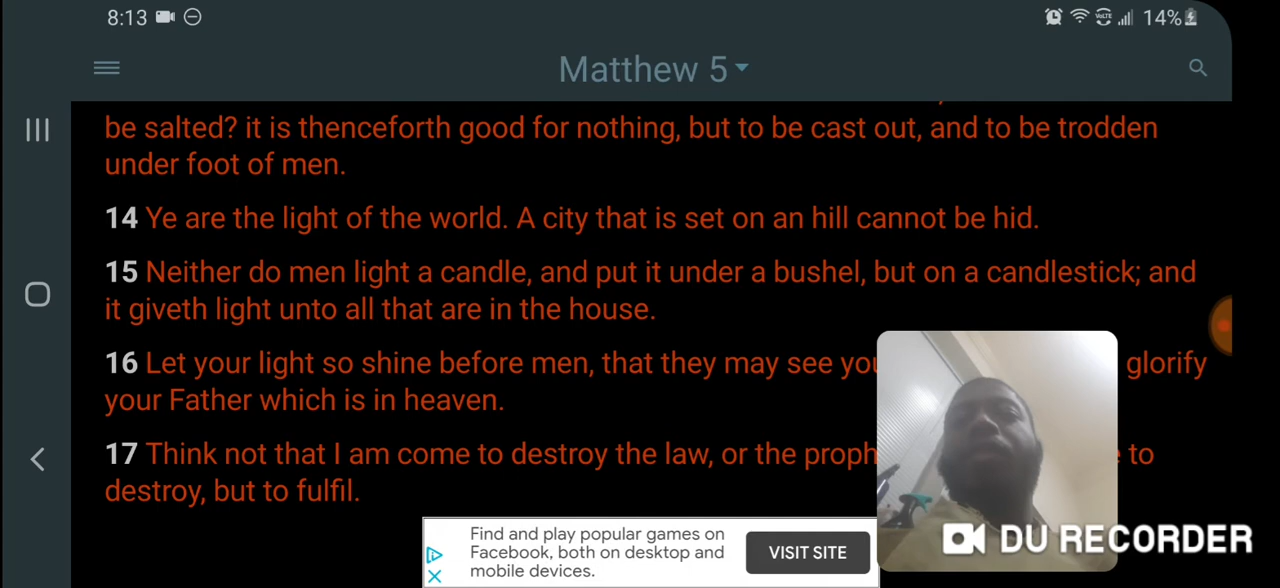 8:13
VoLTE
14%
Matthew 5
be salted? it is thenceforth good for nothing, but to be cast out, and to be trodden
under foot of men.
14 Ye are the light of the world. A city that is set on an hill cannot be hid.
15 Neither do men light a candle, and put it under a bushel, but on a candlestick; and
it giveth light unto all that are in the house.
16 Let your light so shine before men, that they may see glorify
your Father which is in heaven.
17 Think not that I am come to destroy the law, or the to
destroy, but to fulfil.
Find and play popular games on
Facebook, both on desktop and
mobile devices.
VISIT SITE
DU RECORDER